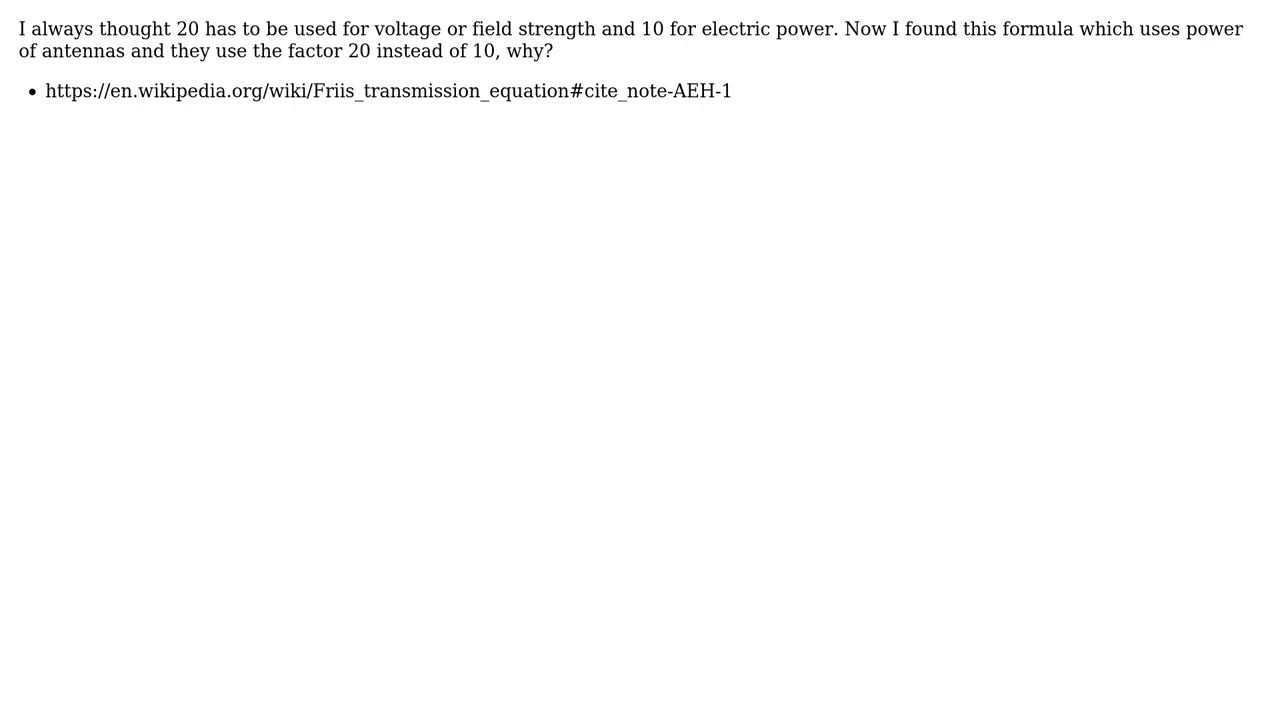 I always thought 20 has to be used for voltage or field strength and 10 for electric power. Now I found this formula which uses power
of antennas and they use the factor 20 instead of 10, why?
• https://en.wikipedia.org/wiki/Friis_transmission_equation#cite_note-AEH-1